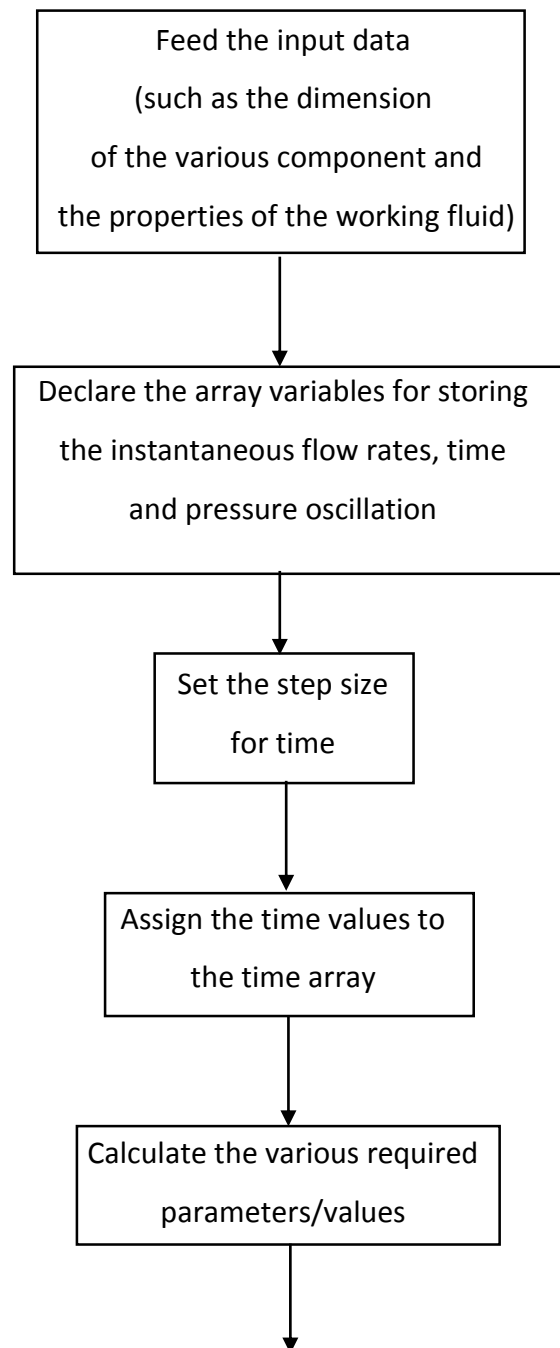 Feed the input data
(such as the dimension
of the various component and
the properties of the working fluid)
Declare the array variables for storing
the instantaneous flow rates, time
and pressure oscillation
Set the step size
for time
Assign the time values to
the time array
Calculate the various required
parameters/values